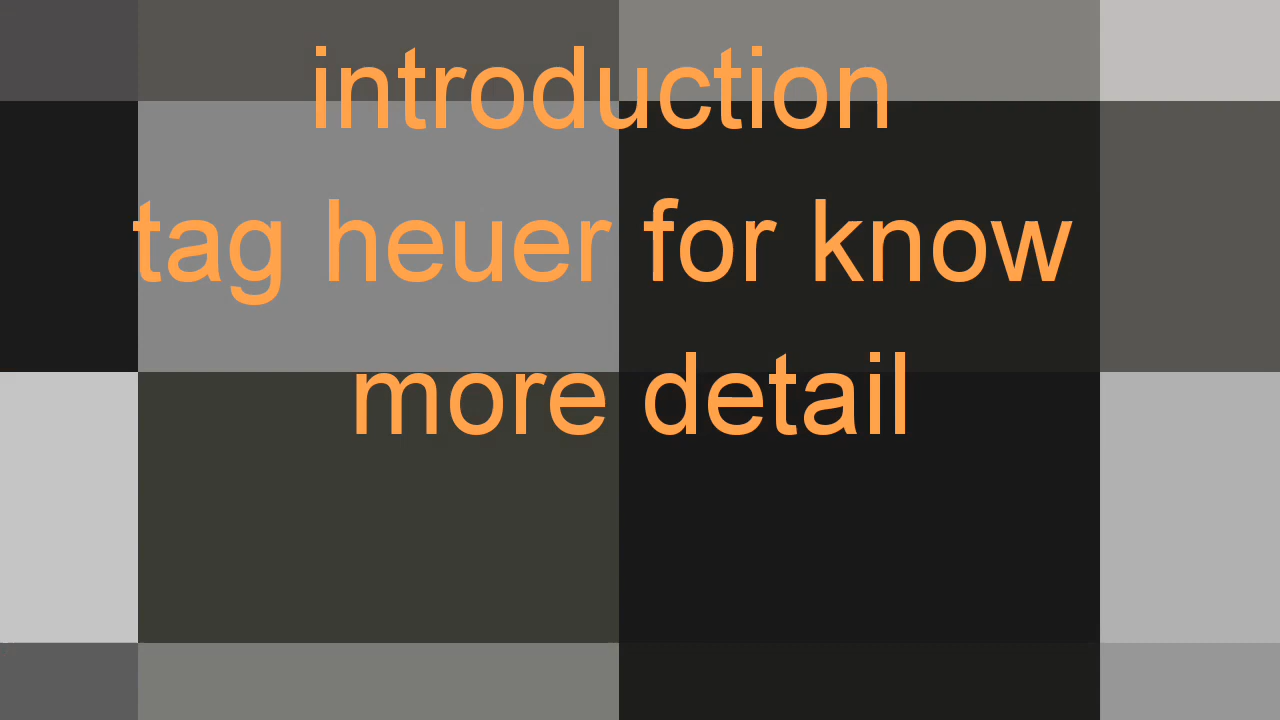 introduction
tag heuer for know
more detail